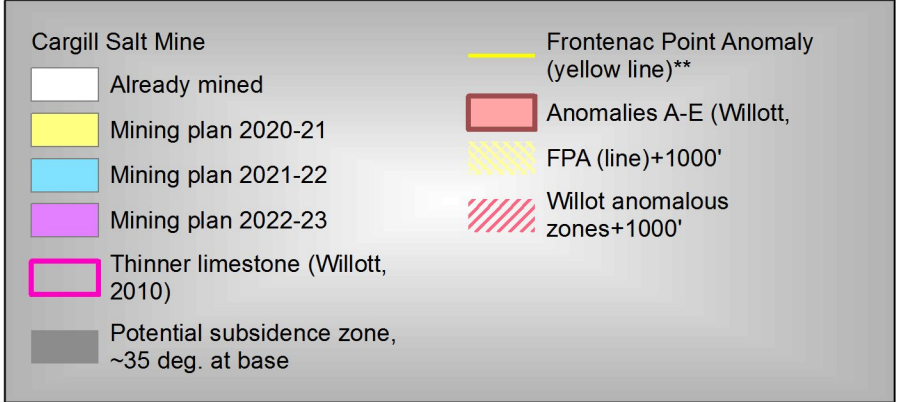 Cargill Salt Mine
Already mined
Mining plan 2020-21
Mining plan 2021-22
Mining plan 2022-23
Thinner limestone (Willott,
2010)
Potential subsidence zone,
~35 deg. at base
Frontenac Point Anomaly
(yellow line)**
Anomalies A-E (Willott,
FPA (line)+1000'
Willot anomalous
zones+1000'